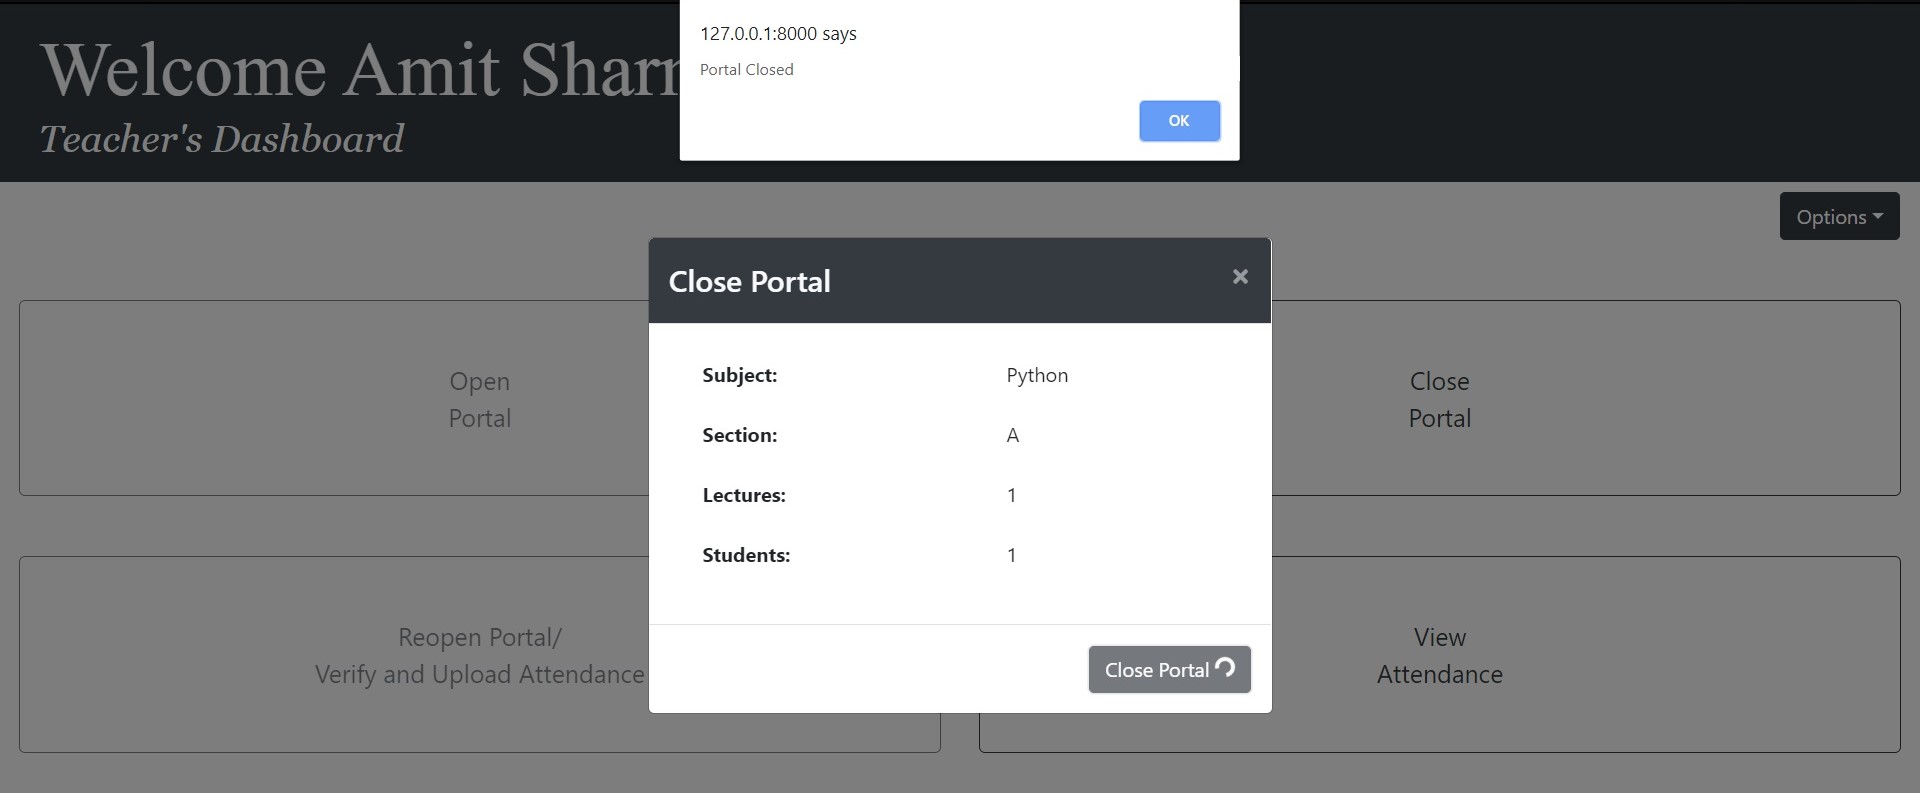 127.0.0.1:8000 says
Portal Closed
OK
Welcome Amit
Teacher's Dashboard
Options
Close Portal
×
Subject: Python
Section: A
Lectures: 1
Students: 1
Close Portal
Open
Portal
Close
Portal
Reopen Portal/
Verify and Upload Attendance
View
Attendance